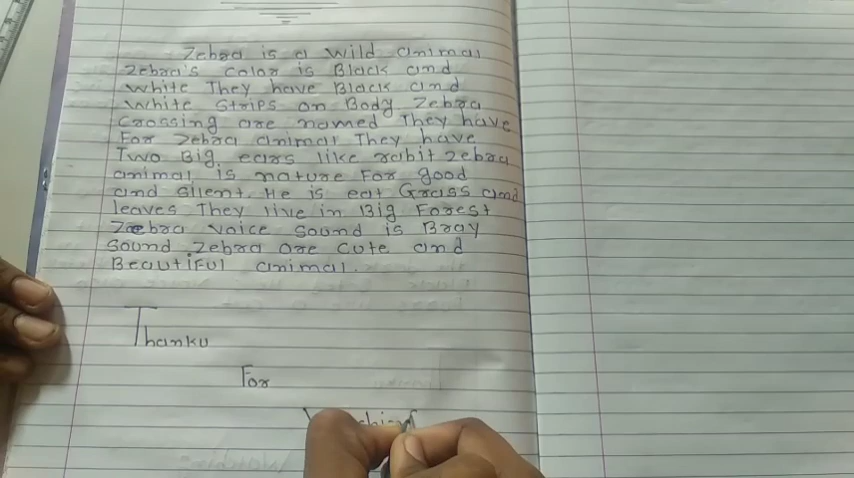 Zebra is a wild animal
Zebra's color is Black and
white They have Black and
white Strips on Body Zebra
Crossing are named They have
For Zebra animal They have
Two Big ears like rabit zebra
animal is nature For good
and silent. He is eat Grass and
leaves They live in Big Forest
Zebra voice sound is Bray
sound Zebra are cute and
Beautiful animal.
Thanku
For